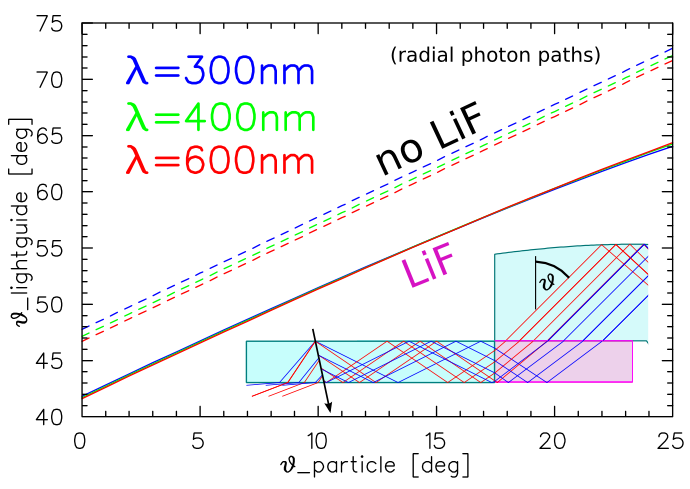 (radial photon paths)
λ=300nm
λ=400nm
λ=600nm
no LiF
LiF
ϑ
ϑ_lightguide [deg]
75
70
65
60
55
50
45
40
0 5 10 15 20 25
ϑ_particle [deg]